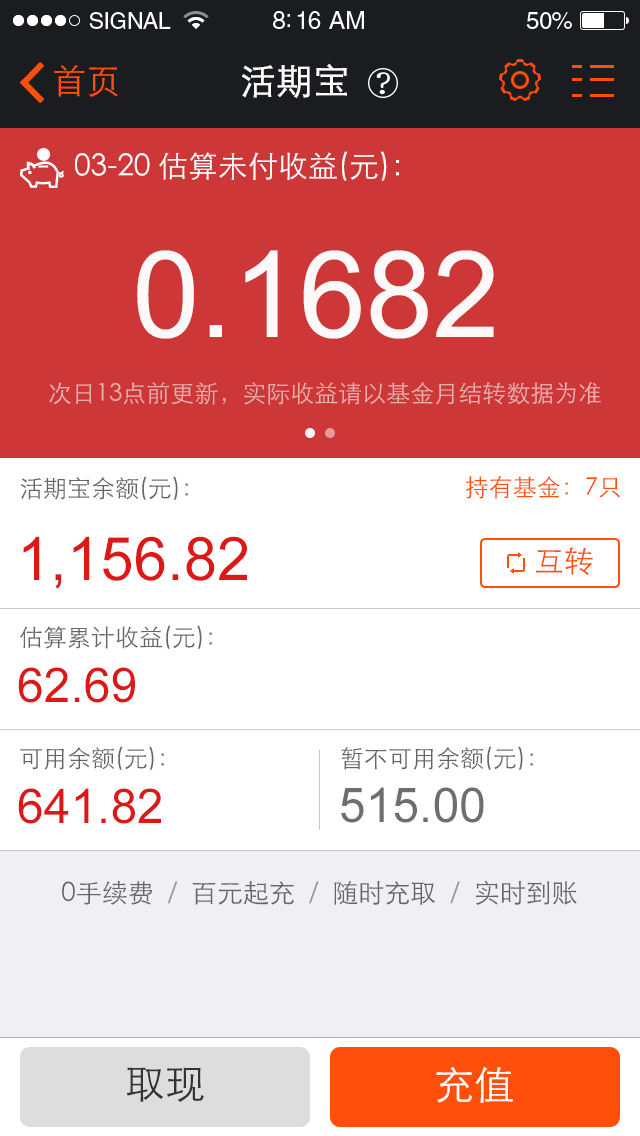 SIGNAL 8:16 AM 50%
首页 活期宝 ?
03-20 估算未付收益(元):
0.1682
次日13点前更新，实际收益请以基金月结转数据为准
活期宝余额(元): 持有基金：7只
1,156.82 互转
估算累计收益(元):
62.69
可用余额(元): 暂不可用余额(元):
641.82 515.00
0手续费 / 百元起充 / 随时充取 / 实时到账
取现 充值